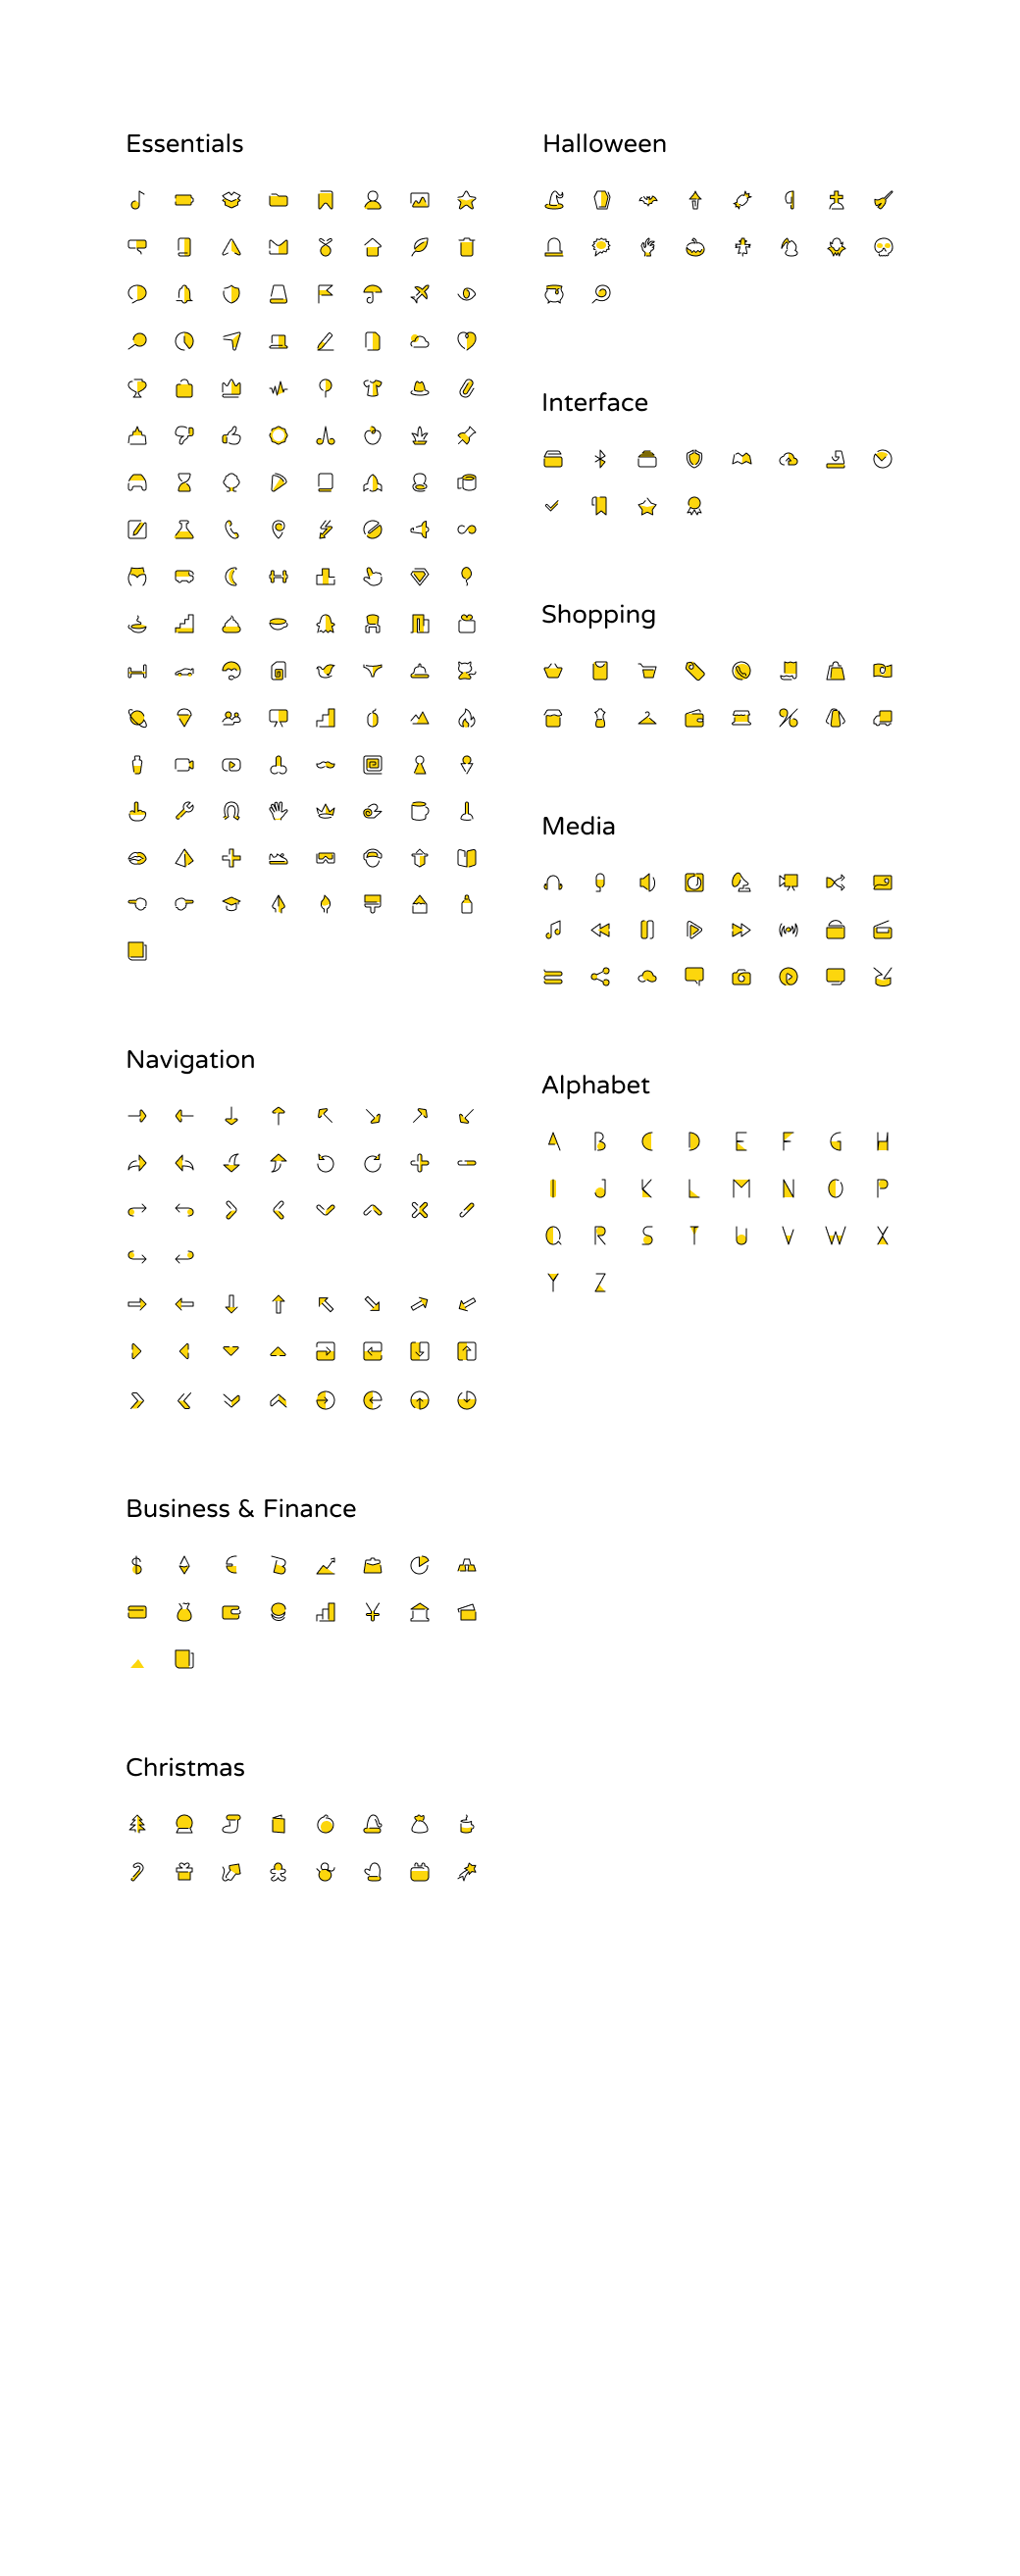 Essentials
Navigation
Business & Finance
Christmas
Halloween
Interface
Shopping
Media
Alphabet
A B C D E F G H
I J K L M N O P
Q R S T U V W X
Y Z